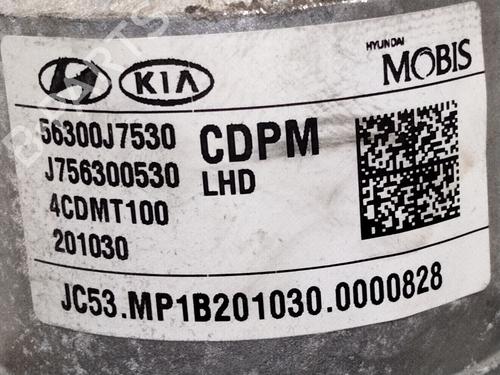 KIA
HYUNDAI
MOBIS
56300J7530
CDPM
J756300530
LHD
4CDMT100
201030
JC53.MP1B201030.0000828